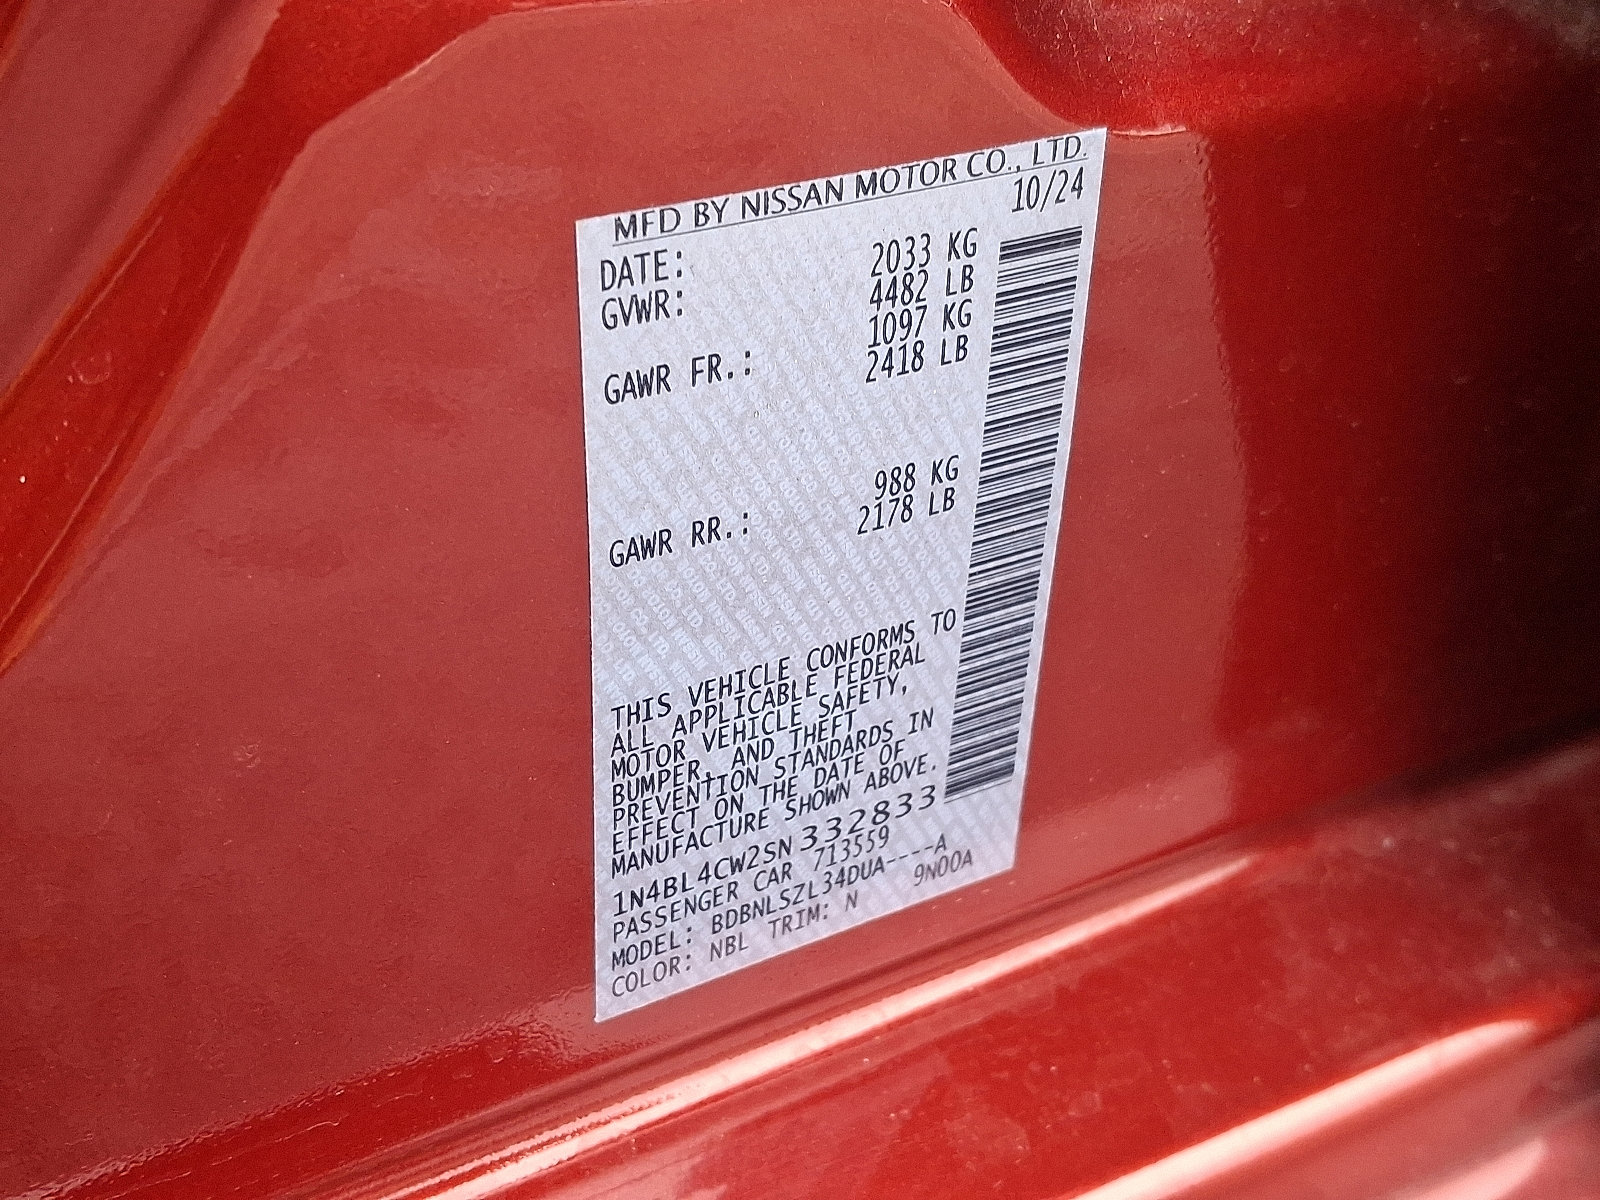 MFD BY NISSAN MOTOR CO., LTD.
DATE: 10/24
GVWR: 2033 KG
4482 LB
GAWR FR.: 1097 KG
2418 LB
GAWR RR.: 988 KG
2178 LB
THIS VEHICLE CONFORMS TO
ALL APPLICABLE FEDERAL
MOTOR VEHICLE SAFETY,
BUMPER, AND THEFT
PREVENTION STANDARDS IN
EFFECT ON THE DATE OF
MANUFACTURE SHOWN ABOVE.
1N4BL4CW2SN332833
PASSENGER CAR 713559
MODEL: BDBNLSZL34DUA----A
COLOR: NBL TRIM: N 9N00A